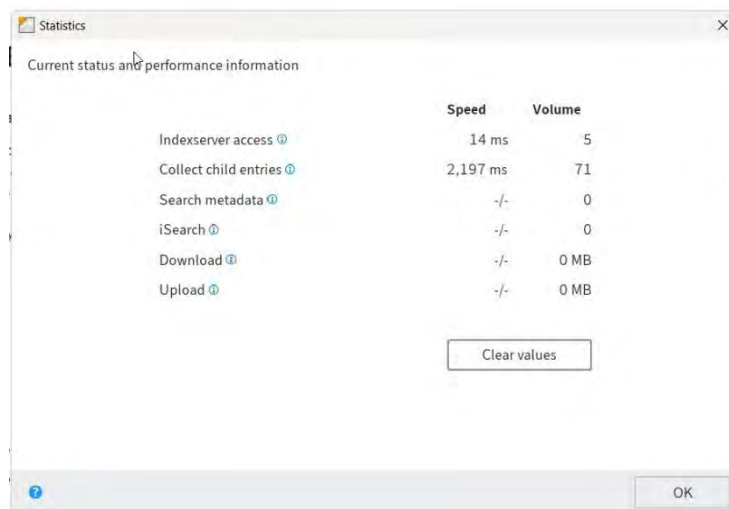 Statistics
Current status and performance information
Speed Volume
Indexserver access 14 ms 5
Collect child entries 2,197 ms 71
Search metadata -/- 0
iSearch -/- 0
Download -/- 0 MB
Upload -/- 0 MB
Clear values
OK